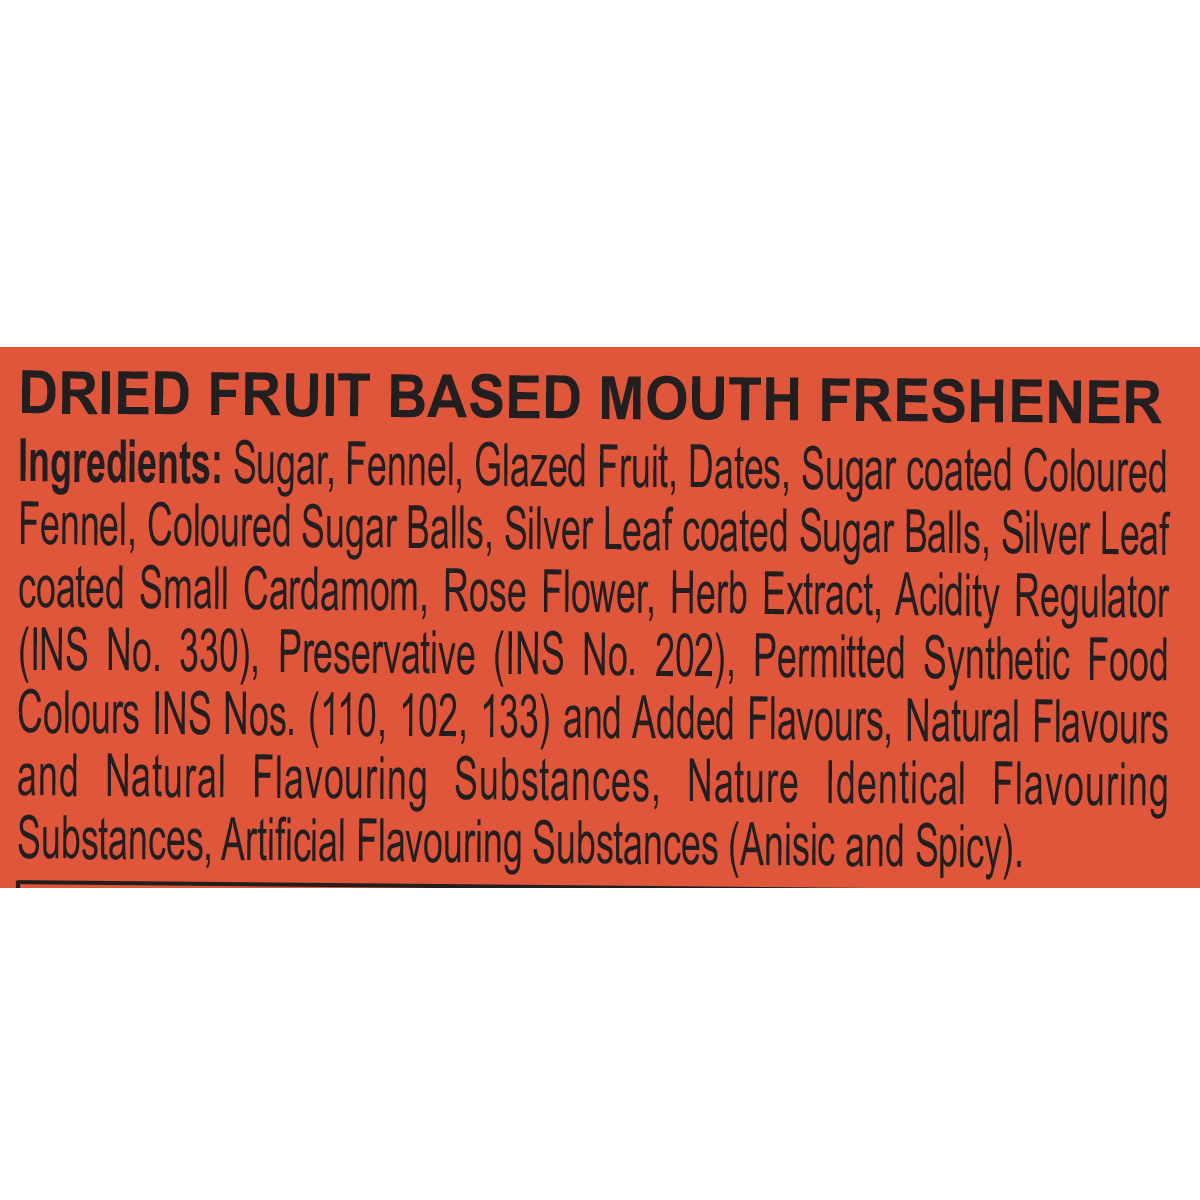 DRIED FRUIT BASED MOUTH FRESHENER
Ingredients: Sugar, Fennel, Glazed Fruit, Dates, Sugar coated Coloured
Fennel, Coloured Sugar Balls, Silver Leaf coated Sugar Balls, Silver Leaf
coated Small Cardamom, Rose Flower, Herb Extract, Acidity Regulator
(INS No. 330), Preservative (INS No. 202), Permitted Synthetic Food
Colours INS Nos. (110, 102, 133) and Added Flavours, Natural Flavours
and Natural Flavouring Substances, Nature Identical Flavouring
Substances, Artificial Flavouring Substances (Anisic and Spicy).